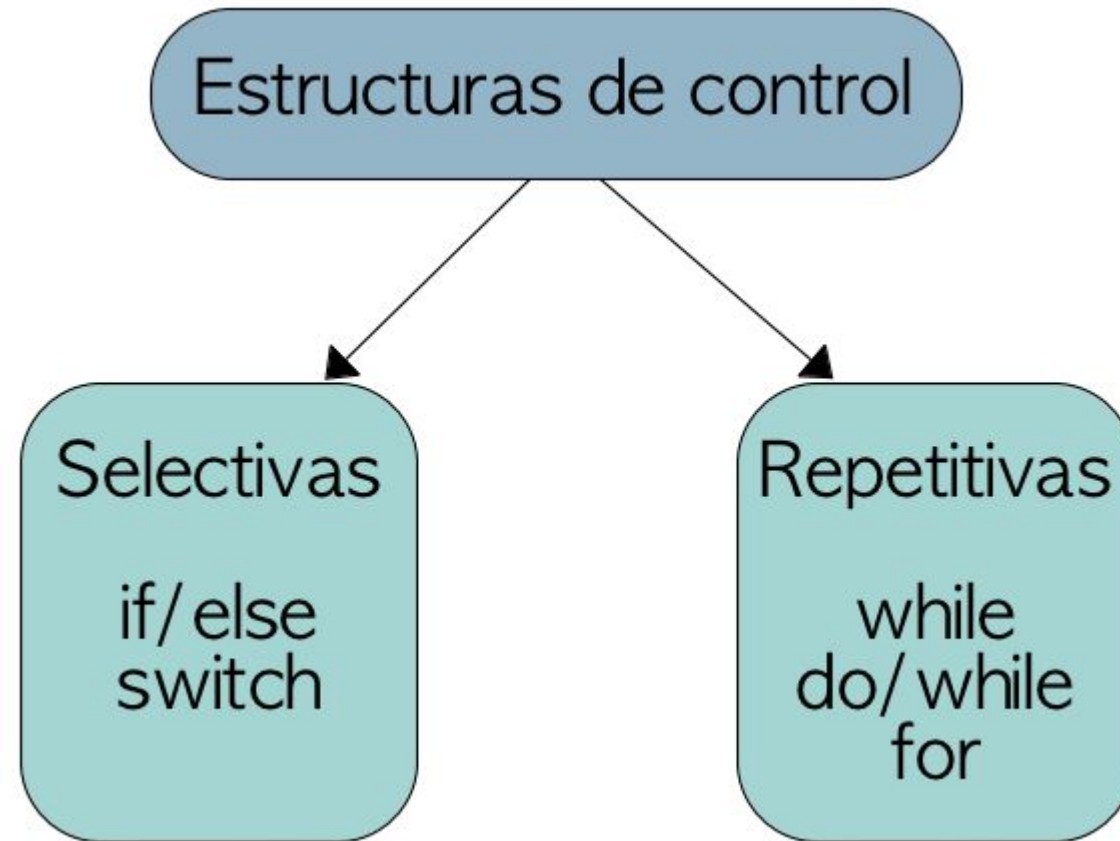 Estructuras de control
Selectivas
if/else
switch
Repetitivas
while
do/while
for